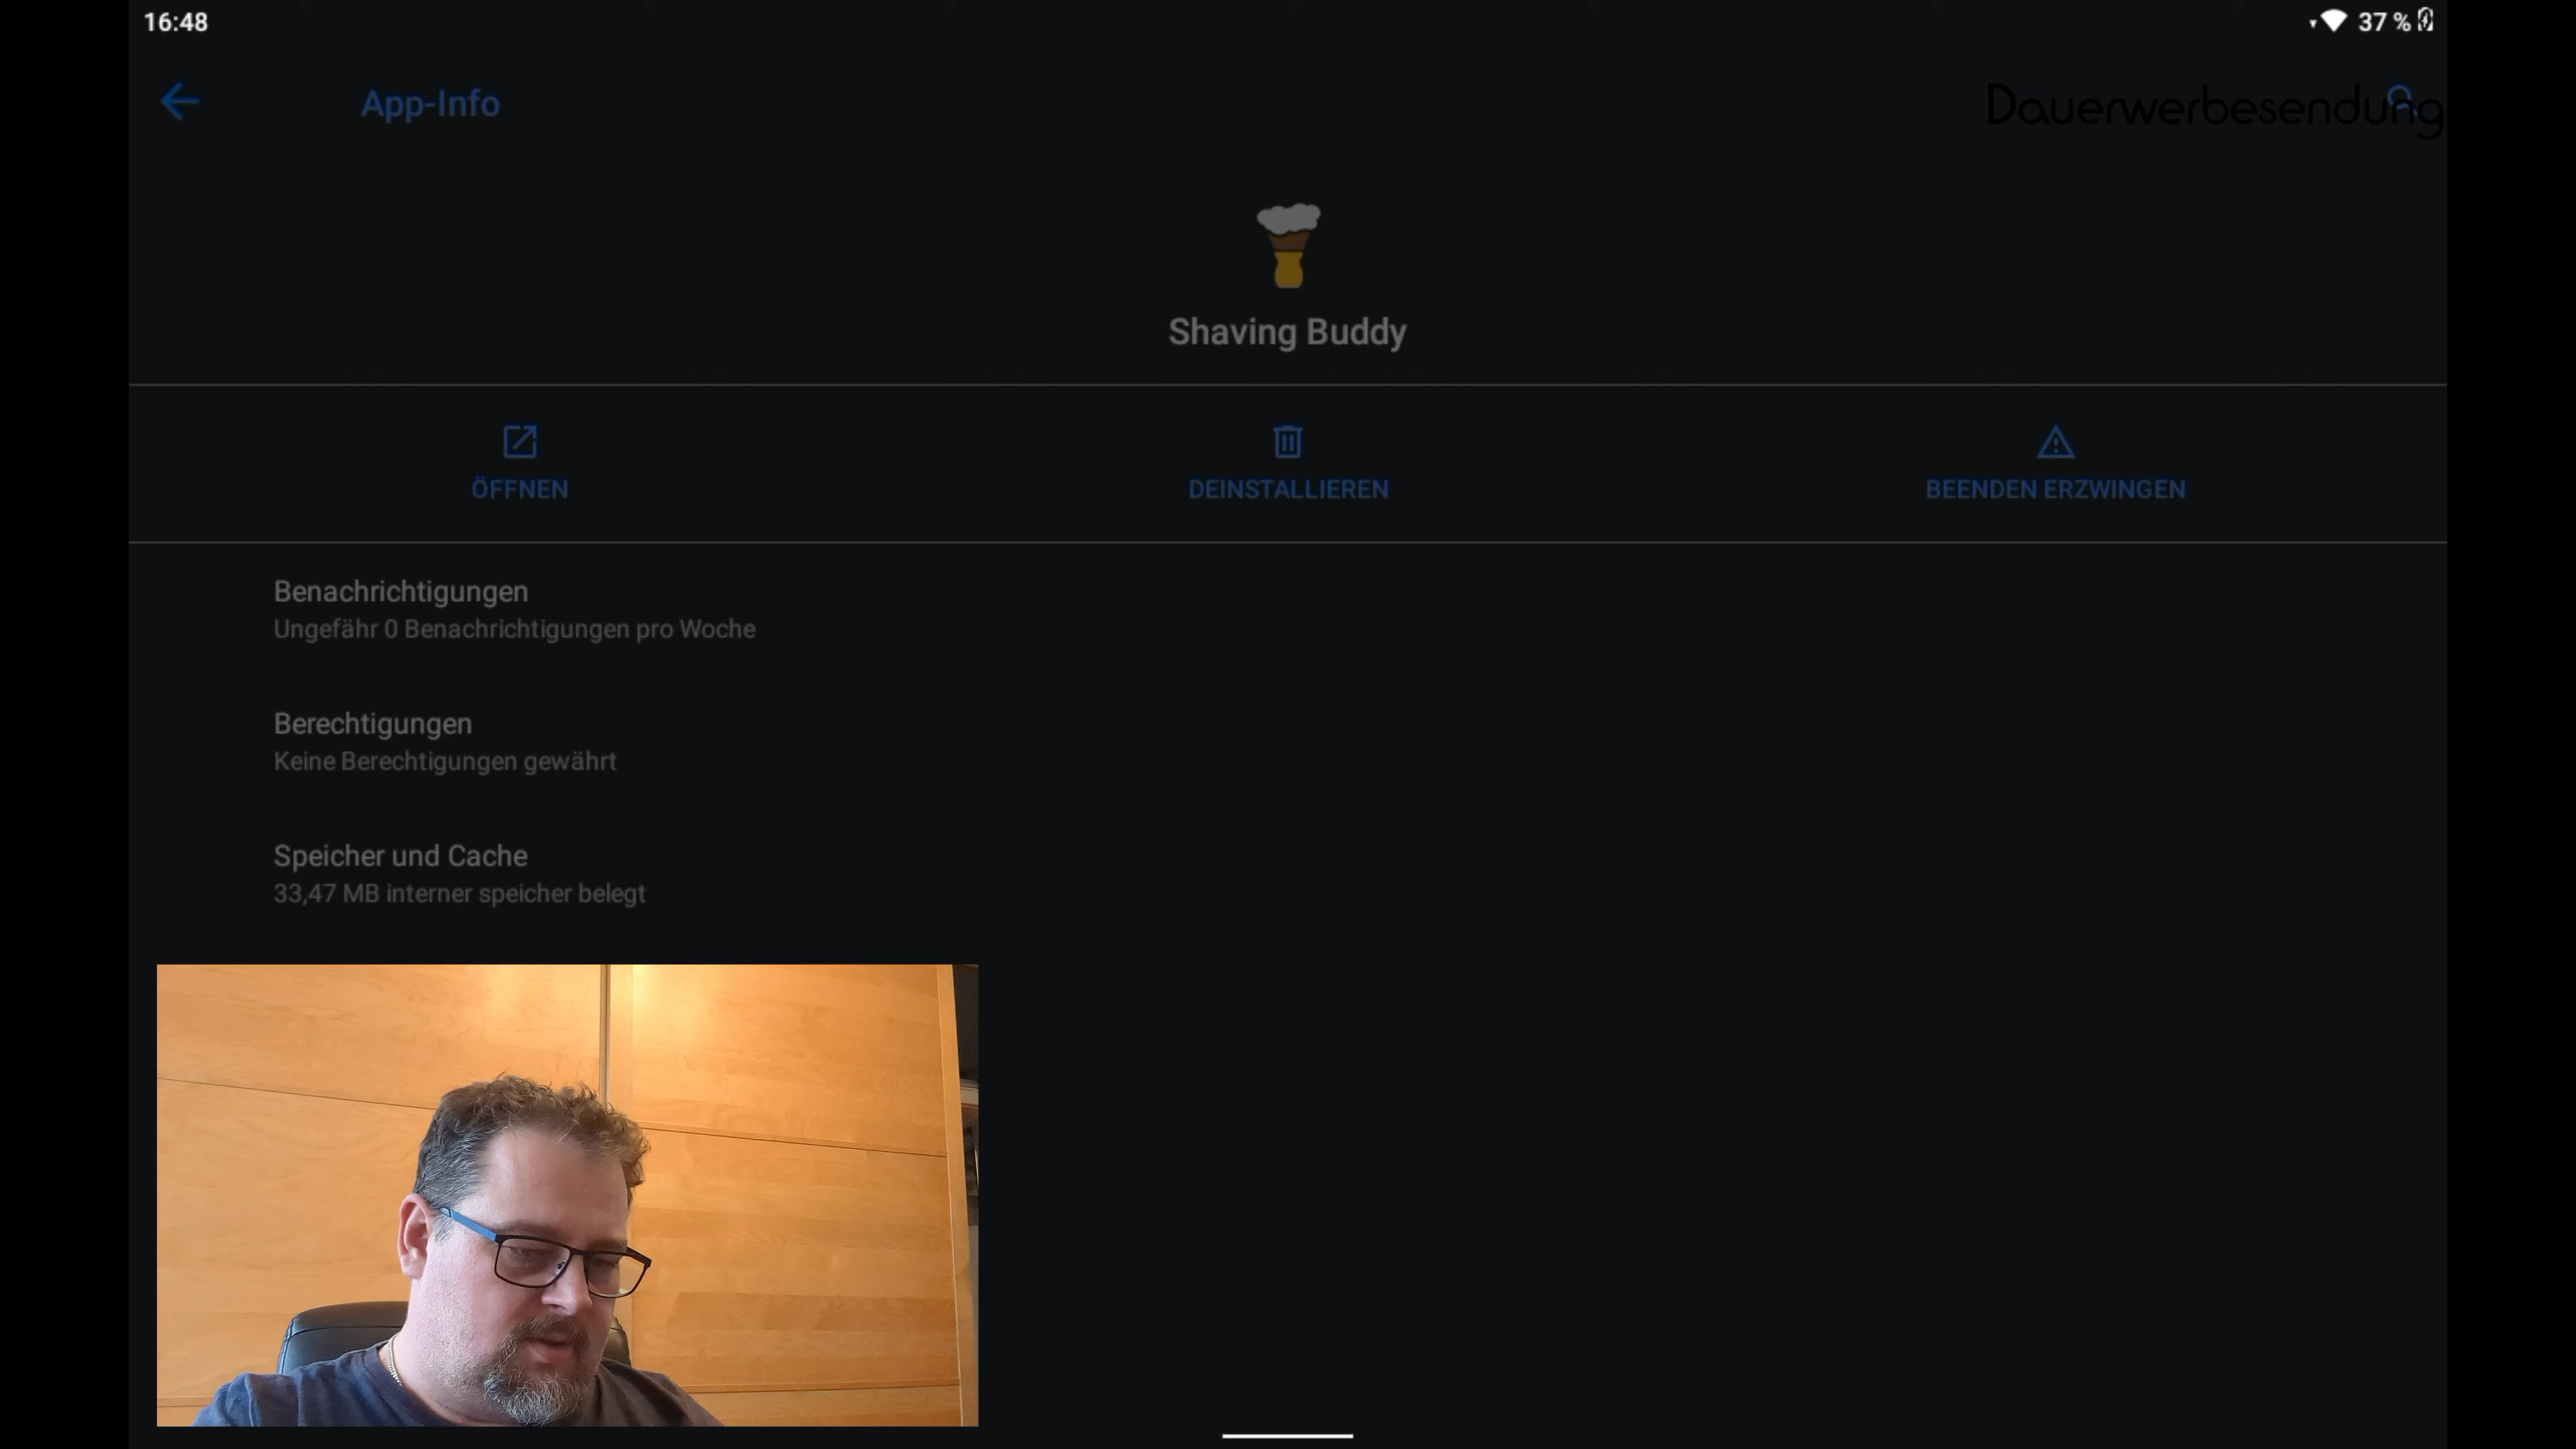 16:48
37 %
App-Info
Dauerwerbesendung
Shaving Buddy
ÖFFNEN
DEINSTALLIEREN
BEENDEN ERZWINGEN
Benachrichtigungen
Ungefähr 0 Benachrichtigungen pro Woche
Berechtigungen
Keine Berechtigungen gewährt
Speicher und Cache
33,47 MB interner speicher belegt